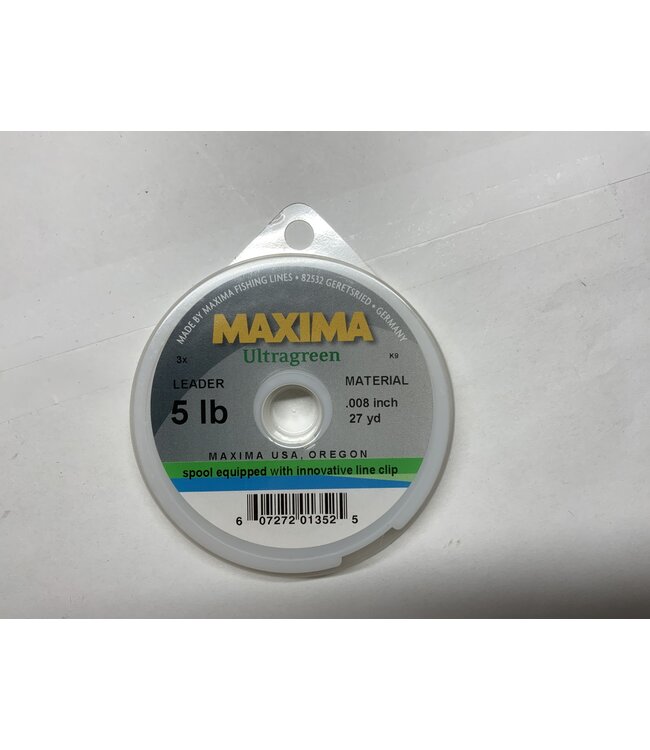 MADE BY MAXIMA FISHING LINES • 82532 GERETSRIED • GERMANY
MAXIMA
Ultragreen
3x
K9
LEADER
MATERIAL
5 lb
.008 inch
27 yd
MAXIMA USA, OREGON
spool equipped with innovative line clip
6 07272 01352 5